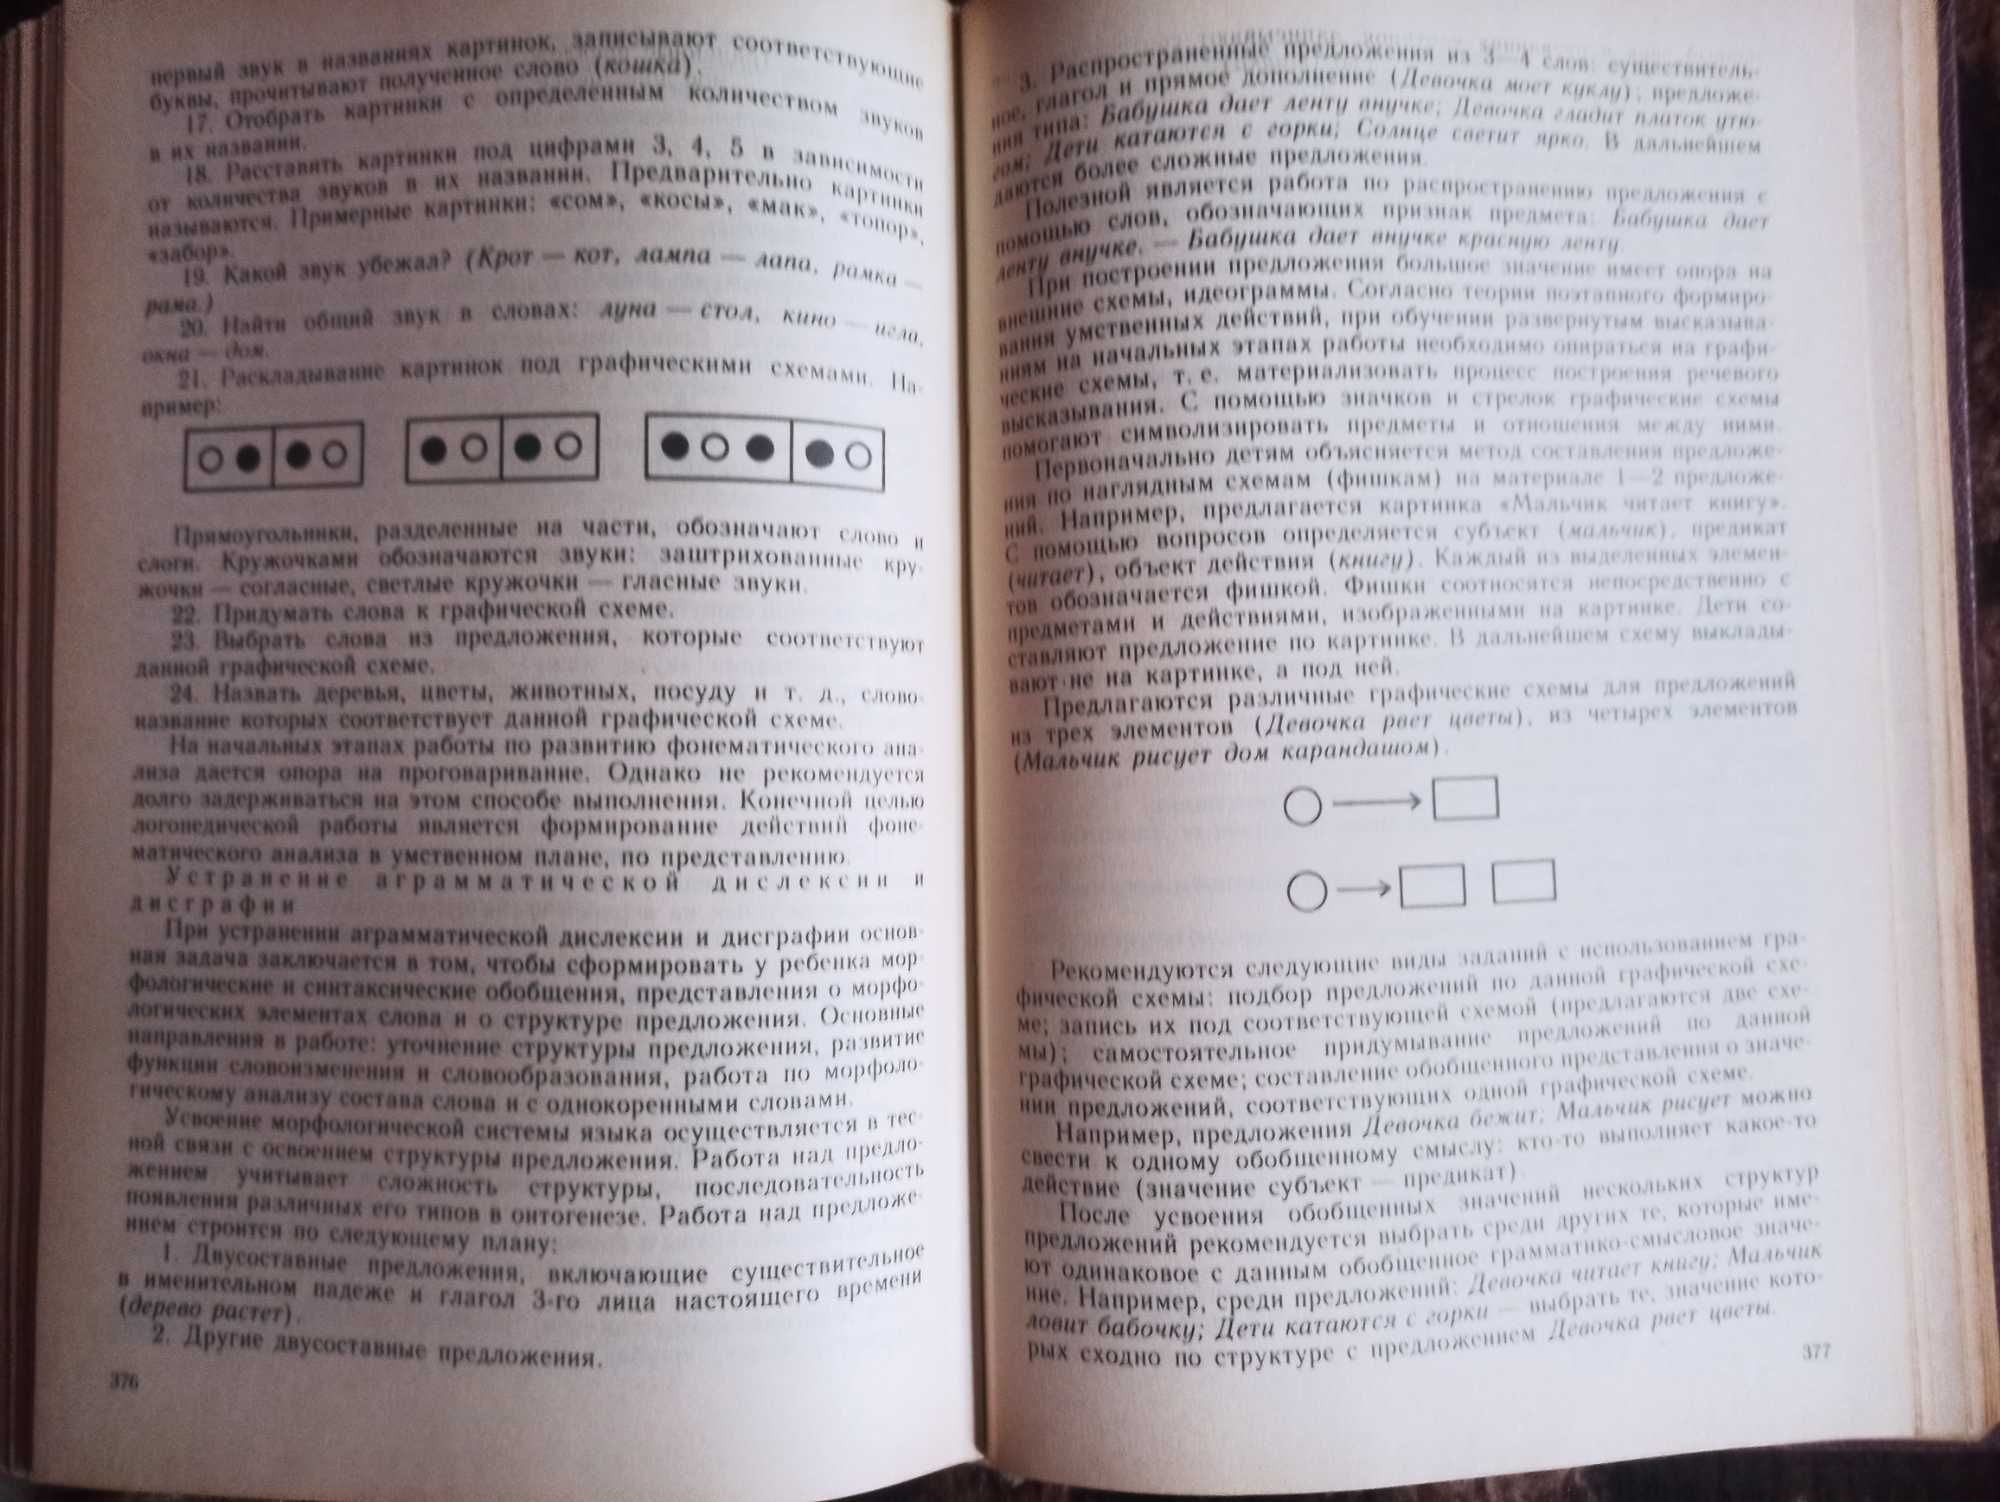 первый звук в названиях картинок, записывают соответствующие
буквы, прочитывают полученное слово (кошка).
17. Отобрать картинки с определенным количеством звуков
в их названии.
18. Расставить картинки под цифрами 3, 4, 5 в зависимости
от количества звуков в их названии. Предварительно картинки
называются. Примерные картинки: «сом», «косы», «мак», «топор»,
«забор».
19. Какой звук убежал? (Крот — кот, лампа — лапа, рамка —
рама.)
20. Найти общий звук в словах: луна — стол, кино — игла,
окна — дом.
21. Раскладывание картинок под графическими схемами. На-
пример:
Прямоугольники, разделенные на части, обозначают слово и
слоги. Кружочками обозначаются звуки: заштрихованные кру-
жочки — согласные, светлые кружочки — гласные звуки.
22. Придумать слова к графической схеме.
23. Выбрать слова из предложения, которые соответствуют
данной графической схеме.
24. Назвать деревья, цветы, животных, посуду и т. д., слово-
название которых соответствует данной графической схеме.
На начальных этапах работы по развитию фонематического ана-
лиза дается опора на проговаривание. Однако не рекомендуется
долго задерживаться на этом способе выполнения. Конечной целью
логопедической работы является формирование действий фоне-
матического анализа в умственном плане, по представлению.
Устранение аграмматической дислексии и
дисграфии
При устранении аграмматической дислексии и дисграфии основ-
ная задача заключается в том, чтобы сформировать у ребенка мор-
фологические и синтаксические обобщения, представления о морфо-
логических элементах слова и о структуре предложения. Основные
направления в работе: уточнение структуры предложения, развитие
функции словоизменения и словообразования, работа по морфоло-
гическому анализу состава слова и с однокоренными словами.
Усвоение морфологической системы языка осуществляется в тес-
ной связи с освоением структуры предложения. Работа над предло-
жением учитывает сложность структуры, последовательность
появления различных его типов в онтогенезе. Работа над предложе-
нием строится по следующему плану:
1. Двусоставные предложения, включающие существительное
в именительном падеже и глагол 3-го лица настоящего времени
(дерево растет).
2. Другие двусоставные предложения.
376
3. Распространенные предложения из 3—4 слов: существитель-
ное, глагол и прямое дополнение (Девочка моет куклу); предложе-
ния типа: Бабушка дает ленту внучке; Девочка гладит платок утю-
гом; Дети катаются с горки; Солнце светит ярко. В дальнейшем
даются более сложные предложения.
Полезной является работа по распространению предложения с
помощью слов, обозначающих признак предмета: Бабушка дает
ленту внучке. — Бабушка дает внучке красную ленту.
При построении предложения большое значение имеет опора на
внешние схемы, идеограммы. Согласно теории поэтапного формиро-
вания умственных действий, при обучении развернутым высказыва-
ниям на начальных этапах работы необходимо опираться на графи-
ческие схемы, т. е. материализовать процесс построения речевого
высказывания. С помощью значков и стрелок графические схемы
помогают символизировать предметы и отношения между ними.
Первоначально детям объясняется метод составления предложе-
ния по наглядным схемам (фишкам) на материале 1—2 предложе-
ний. Например, предлагается картинка «Мальчик читает книгу».
С помощью вопросов определяется субъект (мальчик), предикат
(читает), объект действия (книгу). Каждый из выделенных элемен-
тов обозначается фишкой. Фишки соотносятся непосредственно с
предметами и действиями, изображенными на картинке. Дети со-
ставляют предложение по картинке. В дальнейшем схему выклады-
вают не на картинке, а под ней.
Предлагаются различные графические схемы для предложений
из трех элементов (Девочка рвет цветы), из четырех элементов
(Мальчик рисует дом карандашом).
Рекомендуются следующие виды заданий с использованием гра-
фической схемы: подбор предложений по данной графической схе-
ме; запись их под соответствующей схемой (предлагаются две схе-
мы); самостоятельное придумывание предложений по данной
графической схеме; составление обобщенного представления о значе-
нии предложений, соответствующих одной графической схеме.
Например, предложения Девочка бежит; Мальчик рисует можно
свести к одному обобщенному смыслу: кто-то выполняет какое-то
действие (значение субъект — предикат).
После усвоения обобщенных значений нескольких структур
предложений рекомендуется выбрать среди других те, которые име-
ют одинаковое с данным обобщенное грамматико-смысловое значе-
ние. Например, среди предложений: Девочка читает книгу; Мальчик
ловит бабочку; Дети катаются с горки — выбрать те, значение кото-
рых сходно по структуре с предложением Девочка рвет цветы.
377